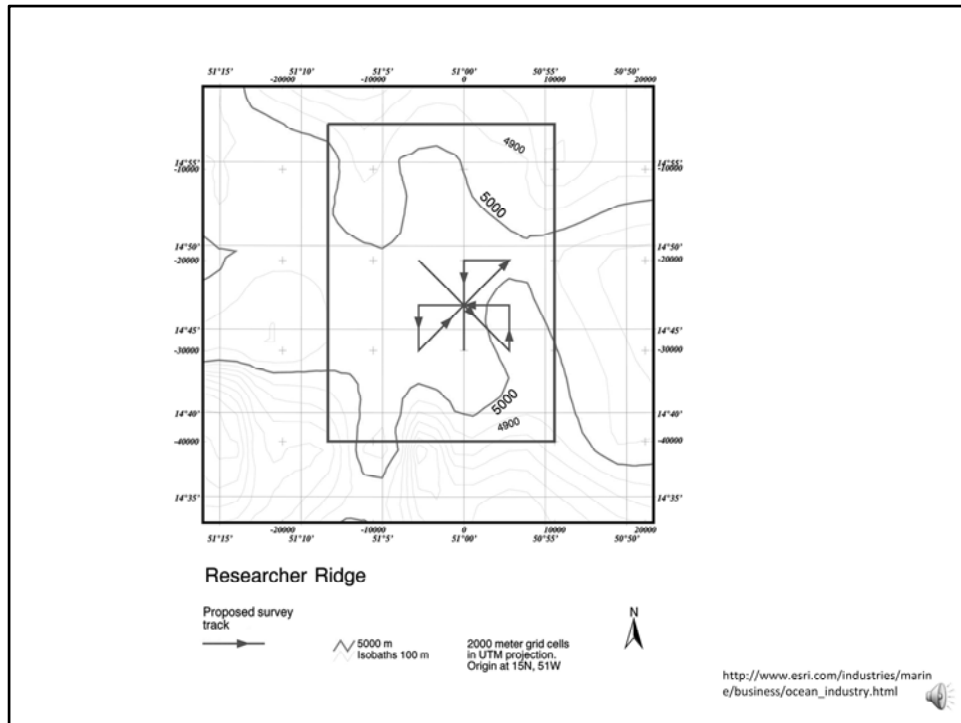 51°15' 51°10' 51°5' 51°00' 50°55' 50°50'
-20000 -10000 0 10000 20000
4900
14°55' 14°55'
-10000 -10000
5000
14°50' 14°50'
-20000 -20000
14°45' 14°45'
-30000 -30000
5000
14°40' 14°40'
4900
-40000 -40000
14°35' 14°35'
-20000 -10000 0 10000 20000
51°15' 51°10' 51°5' 51°00' 50°55' 50°50'
Researcher Ridge
Proposed survey
track
5000 m
Isobaths 100 m
2000 meter grid cells
in UTM projection.
Origin at 15N, 51W
N
http://www.esri.com/industries/marin
e/business/ocean_industry.html